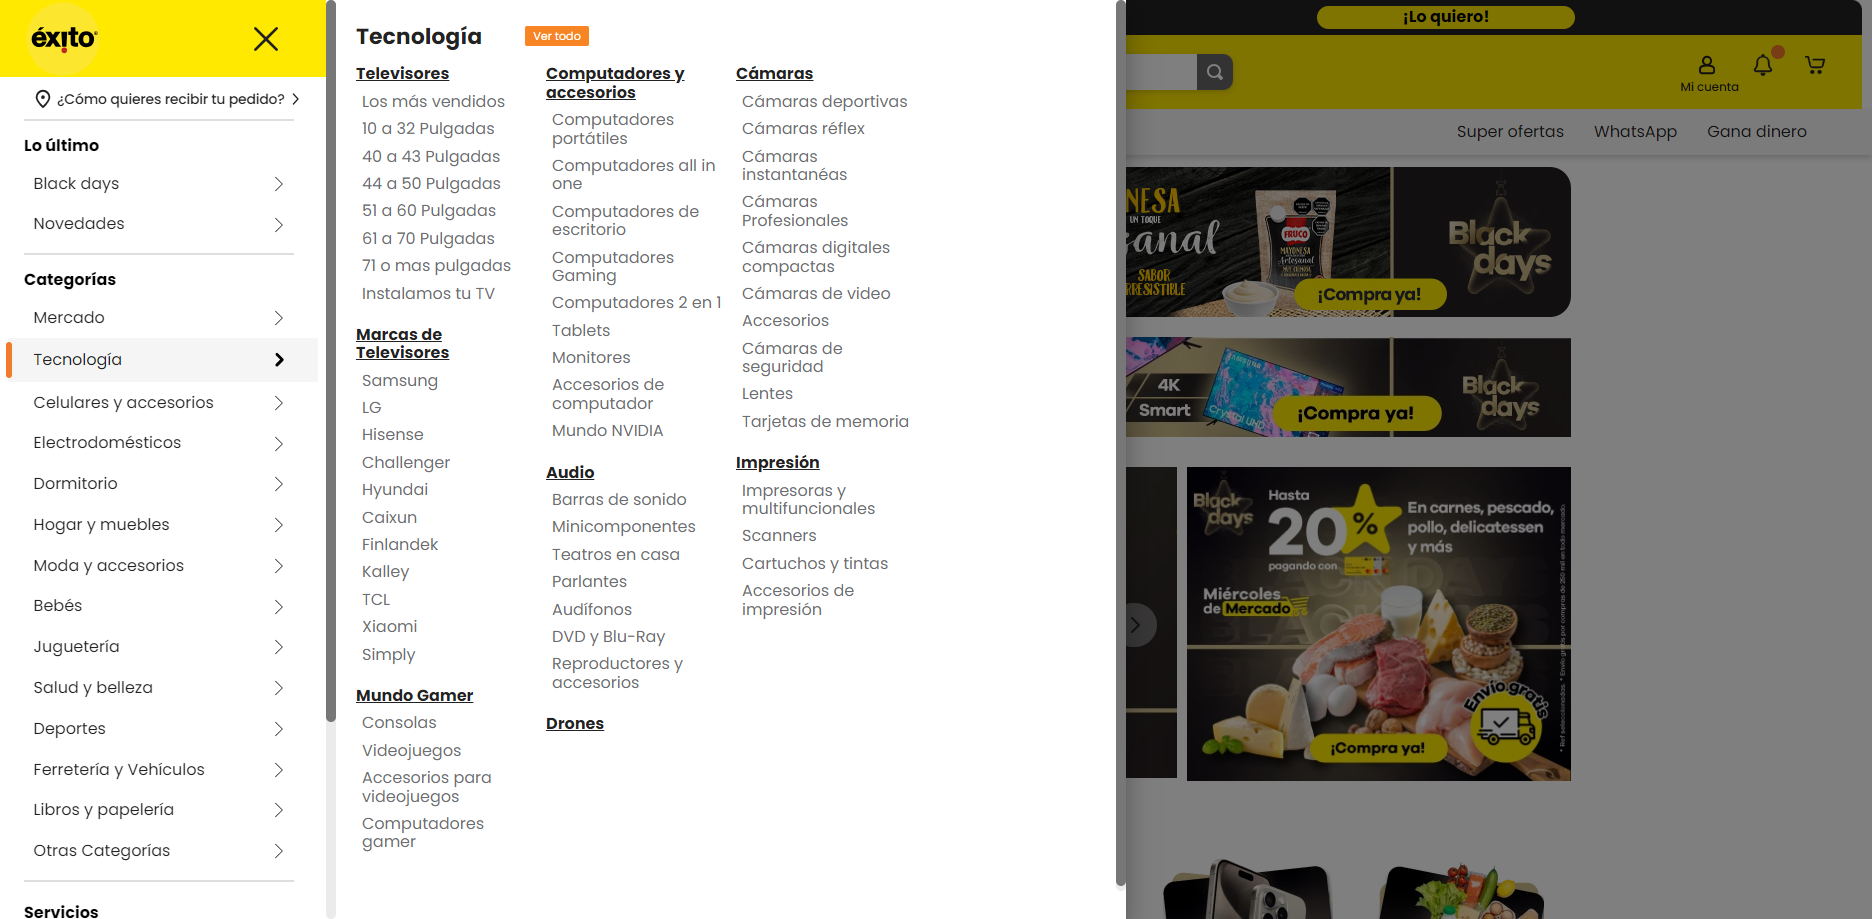 éxito
¿Cómo quieres recibir tu pedido?
Lo último
Black days
Novedades
Categorías
Mercado
Tecnología
Celulares y accesorios
Electrodomésticos
Dormitorio
Hogar y muebles
Moda y accesorios
Bebés
Juguetería
Salud y belleza
Deportes
Ferretería y Vehículos
Libros y papelería
Otras Categorías
Servicios
Tecnología
Ver todo
Televisores
Los más vendidos
10 a 32 Pulgadas
40 a 43 Pulgadas
44 a 50 Pulgadas
51 a 60 Pulgadas
61 a 70 Pulgadas
71 o mas pulgadas
Instalamos tu TV
Marcas de
Televisores
Samsung
LG
Hisense
Challenger
Hyundai
Caixun
Finlandek
Kalley
TCL
Xiaomi
Simply
Mundo Gamer
Consolas
Videojuegos
Accesorios para
videojuegos
Computadores
gamer
Computadores y
accesorios
Computadores
portátiles
Computadores all in
one
Computadores de
escritorio
Computadores
Gaming
Computadores 2 en 1
Tablets
Monitores
Accesorios de
computador
Mundo NVIDIA
Audio
Barras de sonido
Minicomponentes
Teatros en casa
Parlantes
Audífonos
DVD y Blu-Ray
Reproductores y
accesorios
Drones
Cámaras
Cámaras deportivas
Cámaras réflex
Cámaras
instantanéas
Cámaras
Profesionales
Cámaras digitales
compactas
Cámaras de video
Accesorios
Cámaras de
seguridad
Lentes
Tarjetas de memoria
Impresión
Impresoras y
multifuncionales
Scanners
Cartuchos y tintas
Accesorios de
impresión
¡Lo quiero!
Mi cuenta
Super ofertas
WhatsApp
Gana dinero
NESA
UN TOQUE
sanal
SABOR
RRESISTIBLE
FRUCO
MAYONESA
Artesanal
Black
days
¡Compra ya!
4K
Smart
Crystal UHD
¡Compra ya!
Black
days
Black
days
Hasta
20%
pagando con
En carnes, pescado,
pollo, delicatessen
y más
Miércoles
de Mercado
Envío gratis
¡Compra ya!